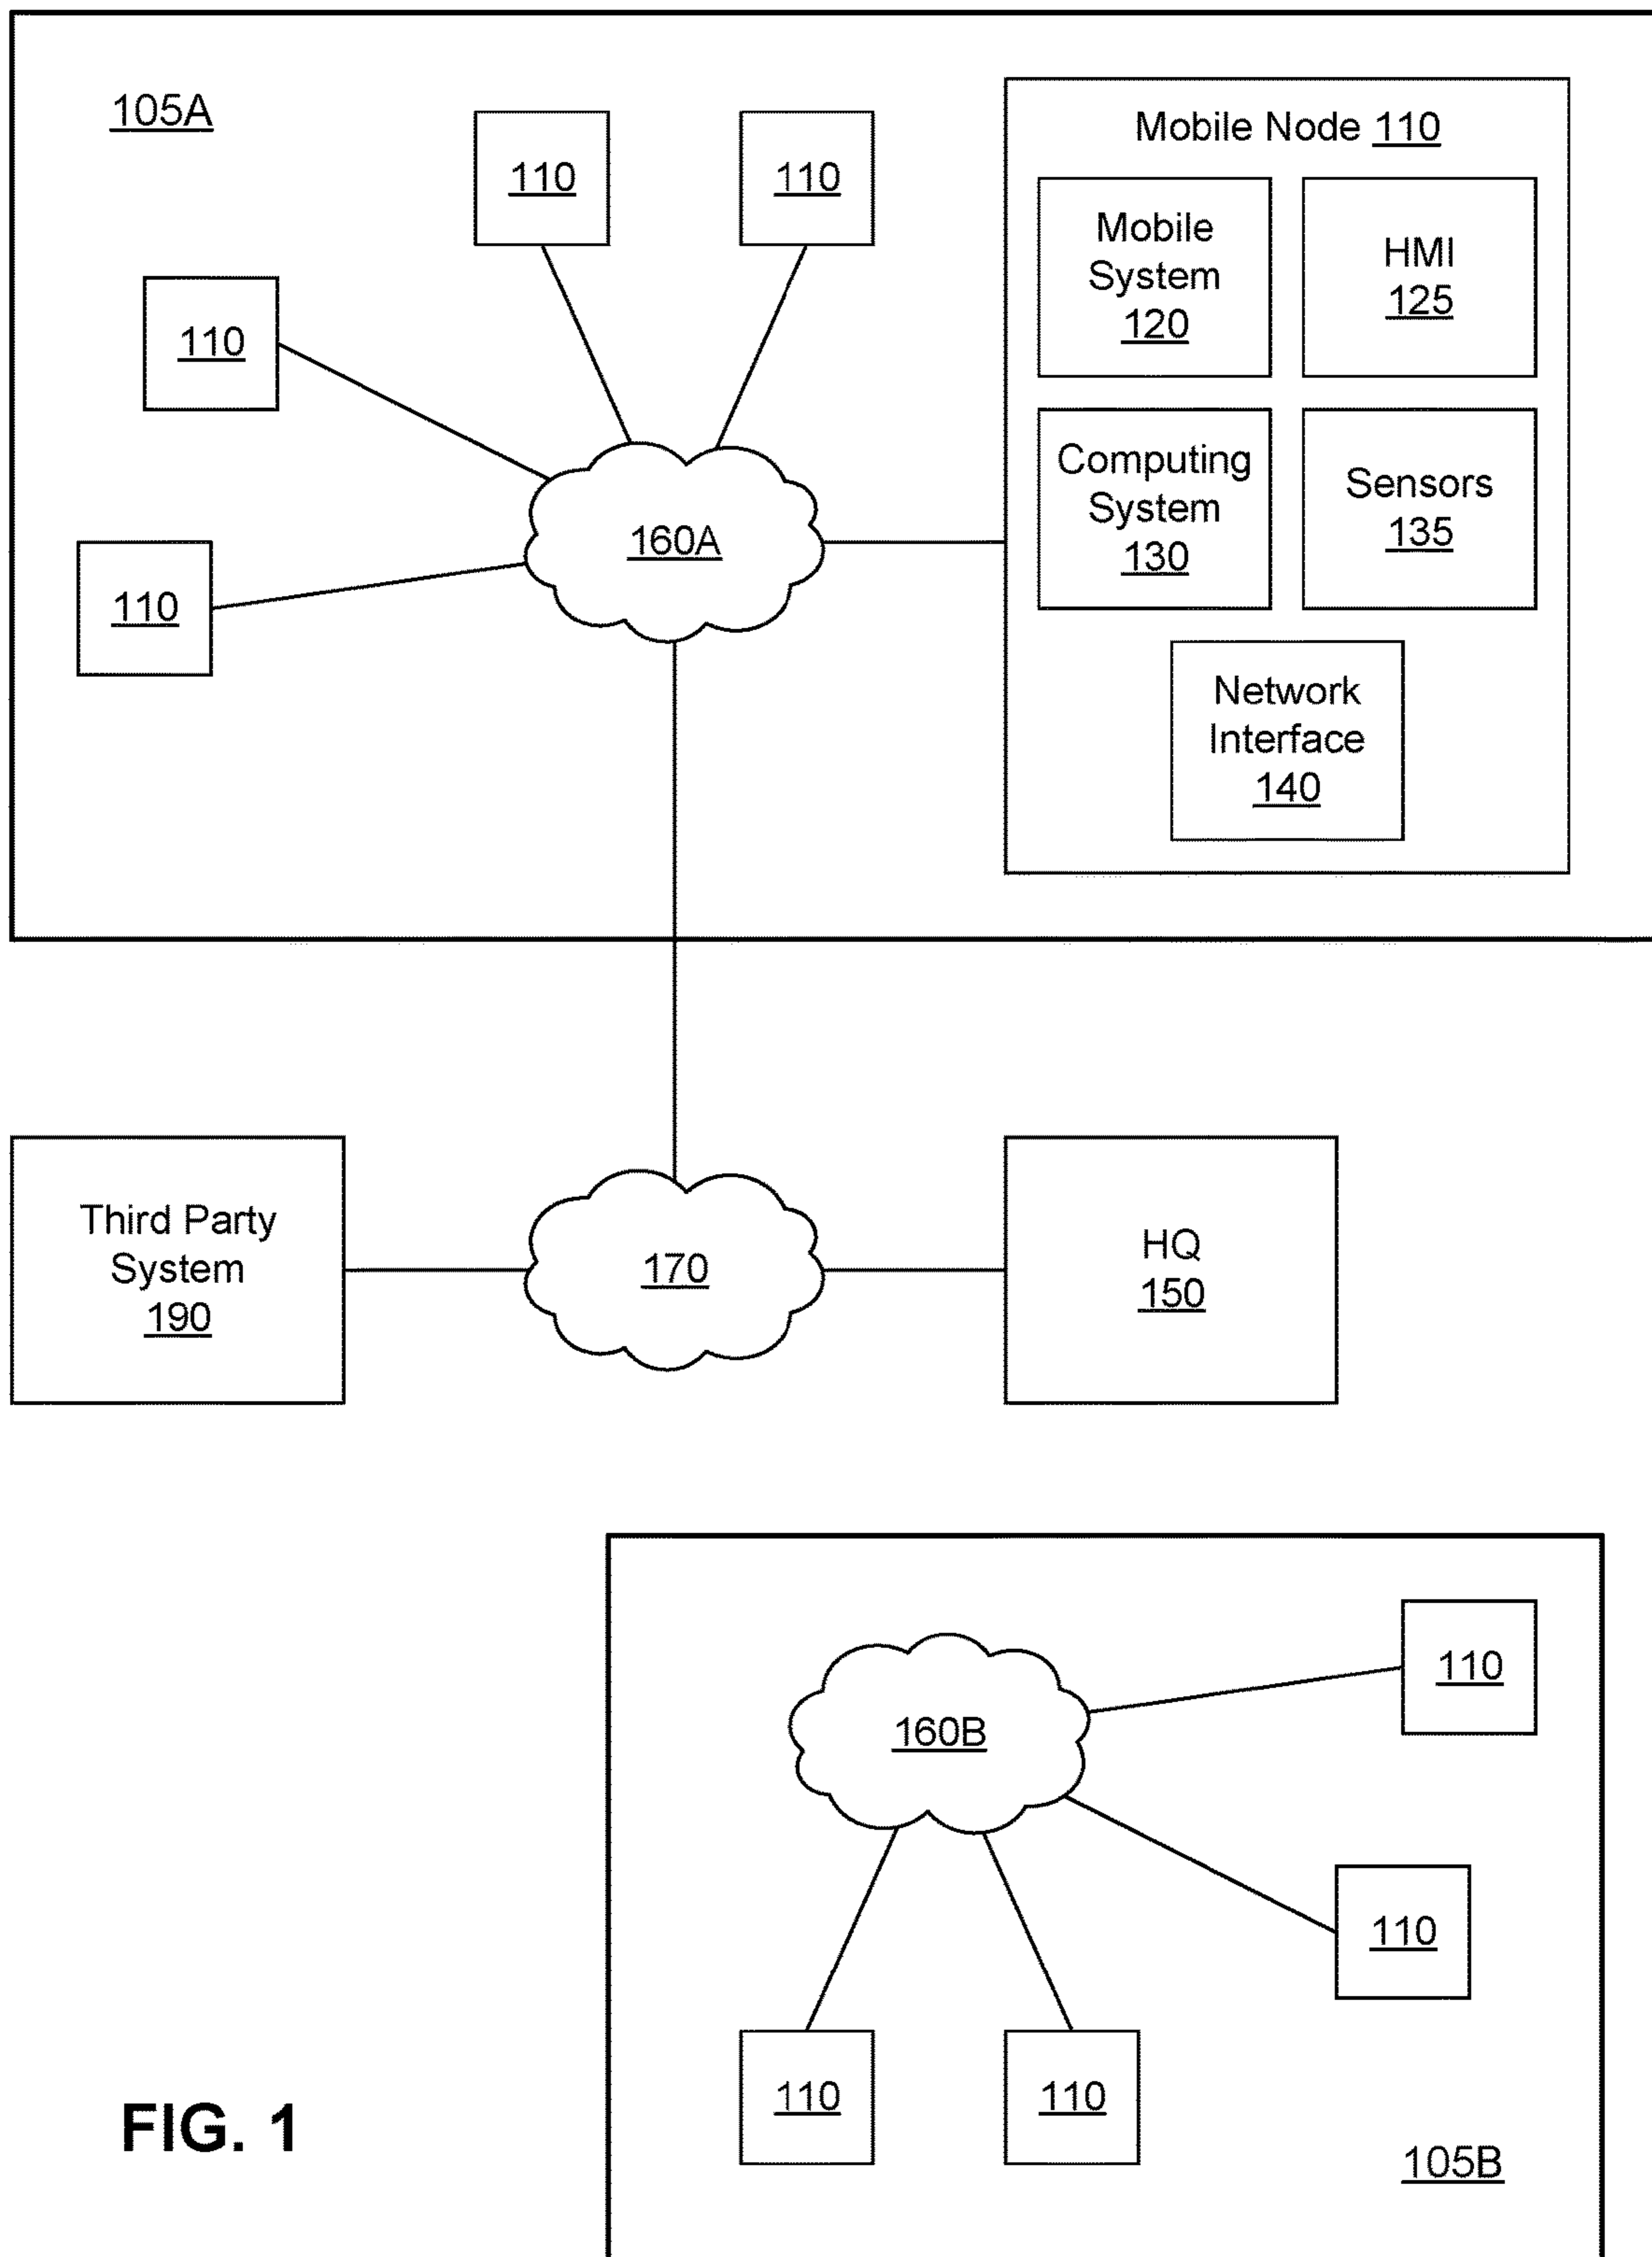 105A
110
110
110
110
160A
Mobile Node 110
Mobile
System
120
HMI
125
Computing
System
130
Sensors
135
Network
Interface
140
Third Party
System
190
170
HQ
150
160B
110
110
110
110
105B
FIG. 1